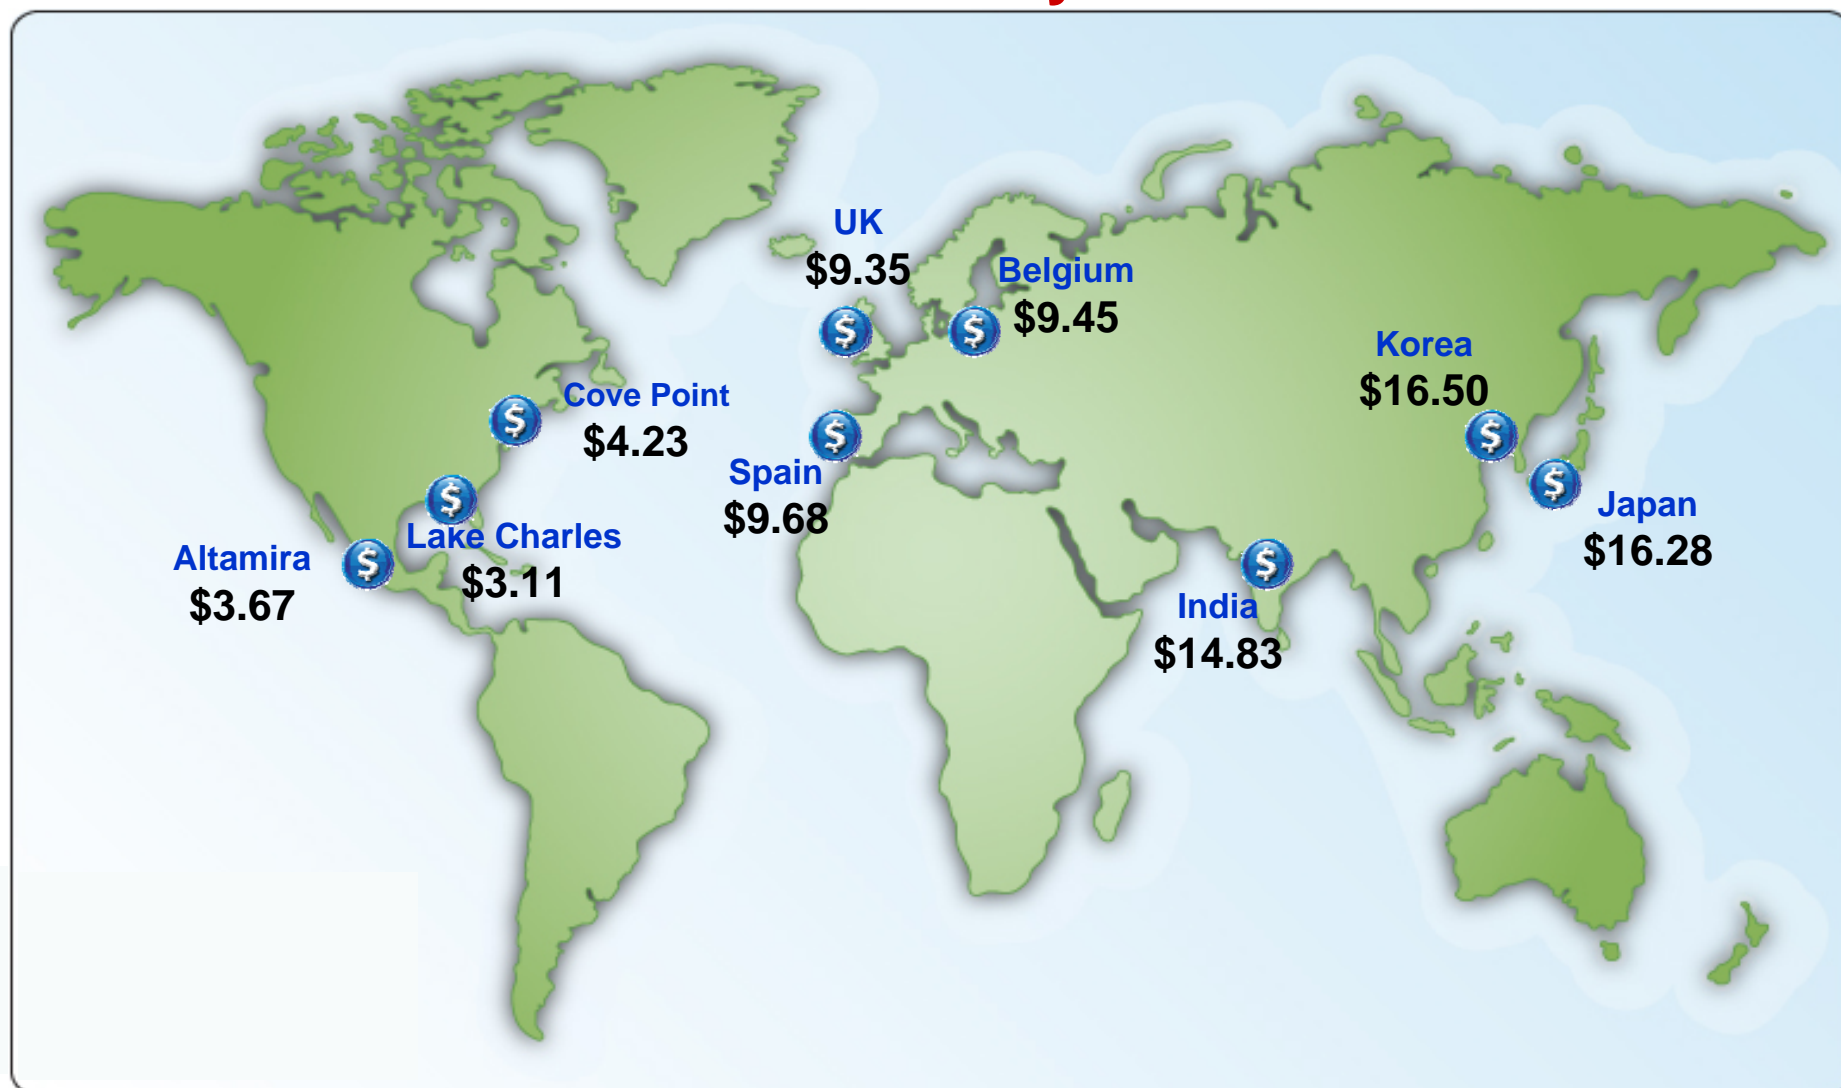 UK
$9.35
Belgium
$9.45
Korea
$16.50
Cove Point
$4.23
Spain
$9.68
Japan
$16.28
Lake Charles
$3.11
Altamira
$3.67
India
$14.83